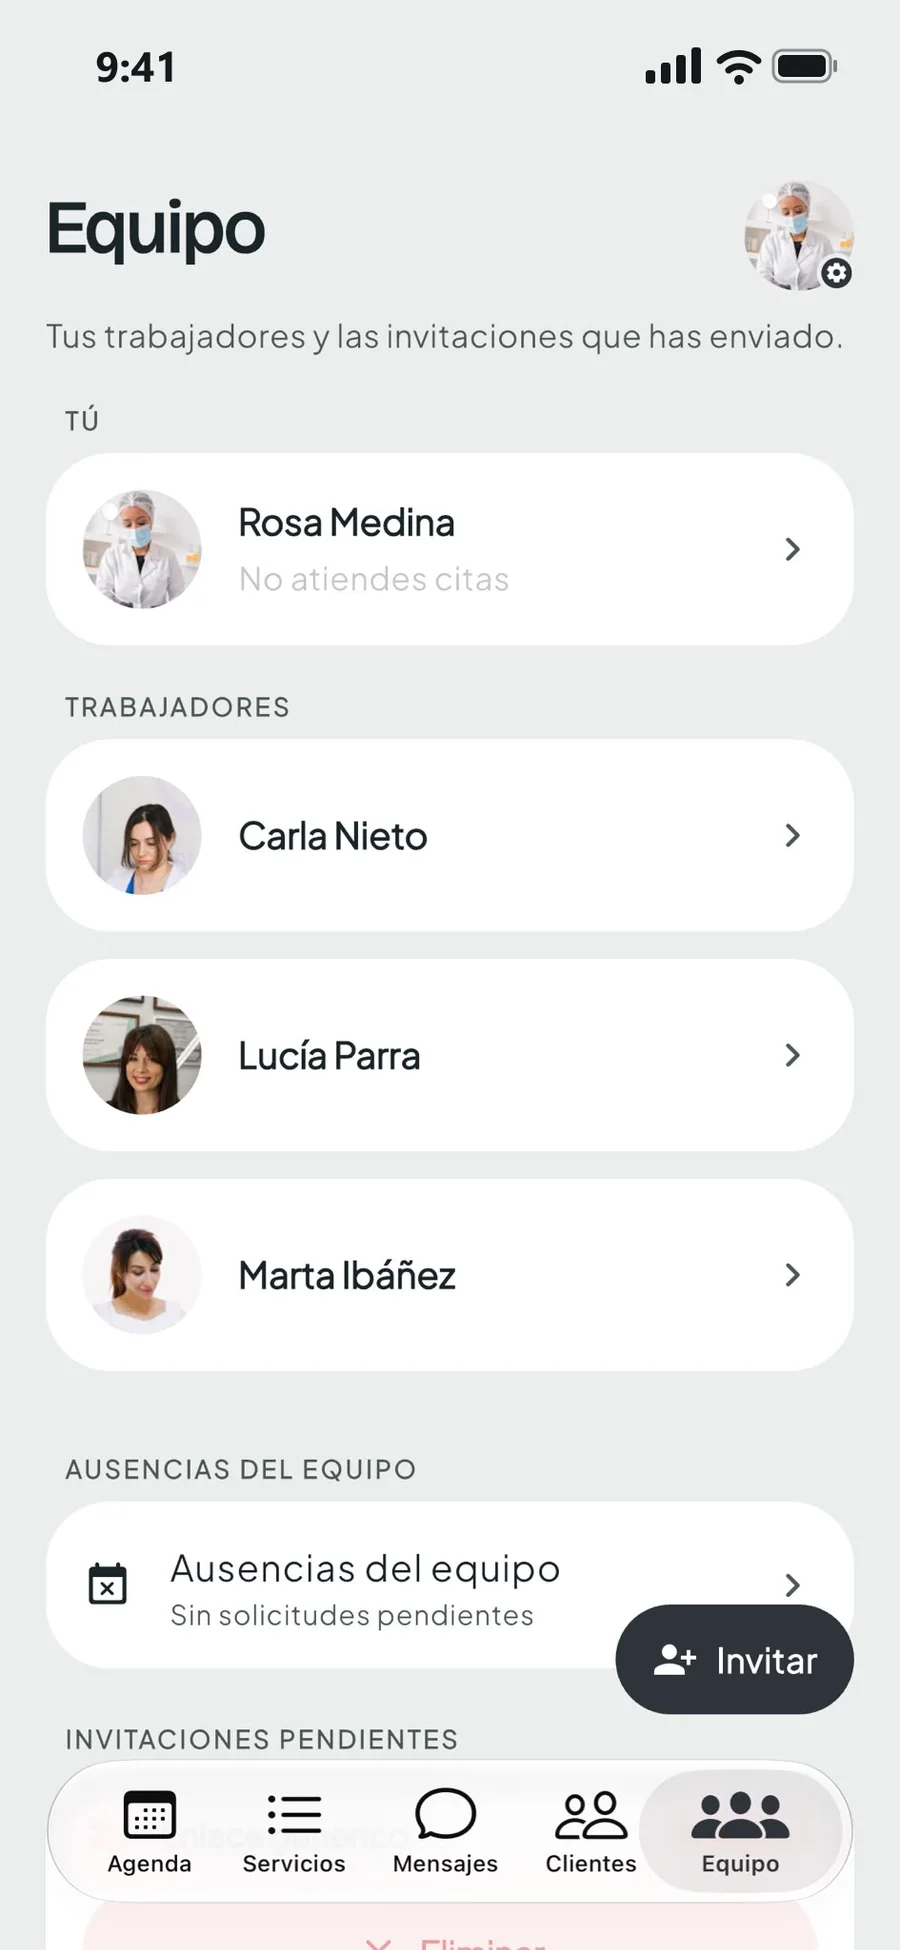 9:41
Equipo
Tus trabajadores y las invitaciones que has enviado.
TÚ
Rosa Medina
No atiendes citas
TRABAJADORES
Carla Nieto
Lucía Parra
Marta Ibáñez
AUSENCIAS DEL EQUIPO
Ausencias del equipo
Sin solicitudes pendientes
Invitar
INVITACIONES PENDIENTES
Agenda
Servicios
Mensajes
Clientes
Equipo
Eliminar